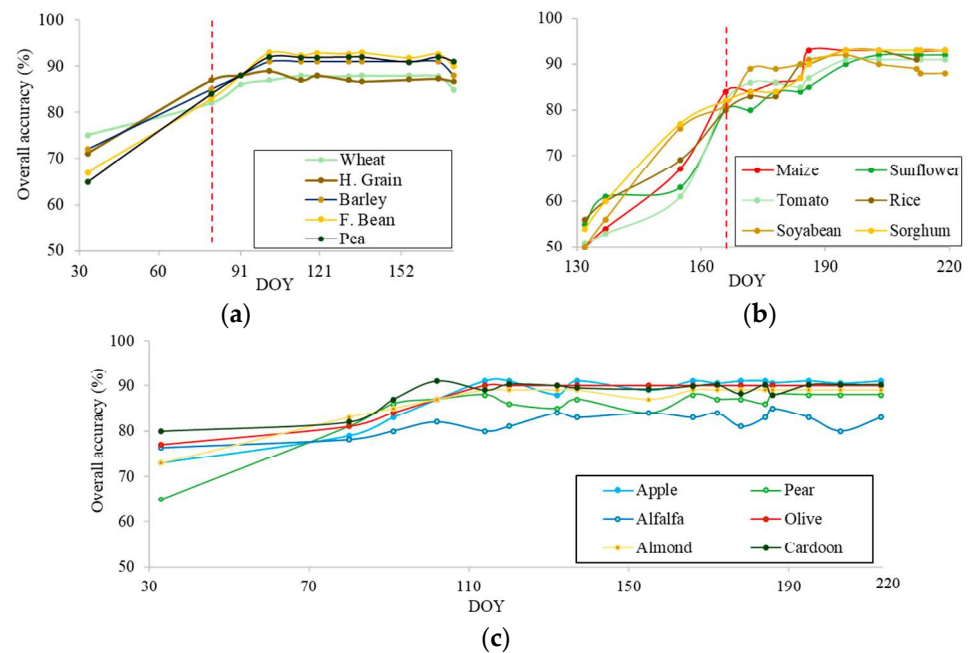 Overall accuracy (%)
100
90
80
70
60
50
30 60 91 121 152
DOY
Wheat
H. Grain
Barley
F. Bean
Pea
(a)
90
80
70
60
50
130 160 190 219
DOY
Maize Sunflower
Tomato Rice
Soyabean Sorghum
(b)
Overall accuracy (%)
100
90
80
70
60
50
30 70 110 150 190 220
DOY
Apple Pear
Alfalfa Olive
Almond Cardoon
(c)